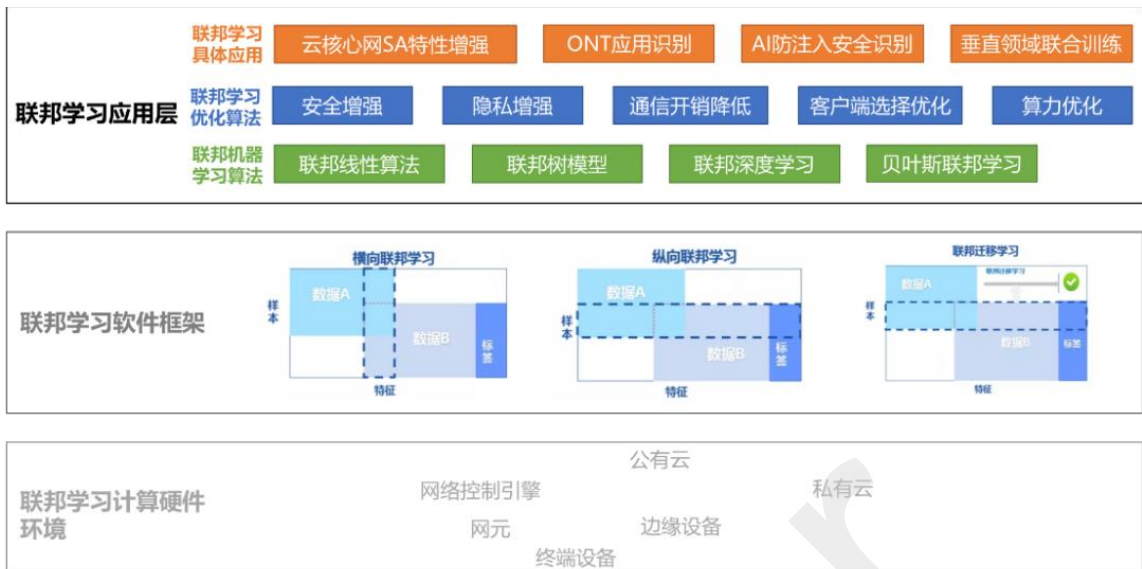 联邦学习应用层
联邦学习
具体应用
云核心网SA特性增强
ONT应用识别
AI防注入安全识别
垂直领域联合训练
联邦学习
优化算法
安全增强
隐私增强
通信开销降低
客户端选择优化
算力优化
联邦机器
学习算法
联邦线性算法
联邦树模型
联邦深度学习
贝叶斯联邦学习
联邦学习软件框架
横向联邦学习
样
本
数据A
数据B
标
签
特征
纵向联邦学习
样
本
数据A
数据B
标
签
特征
联邦迁移学习
联邦迁移学习
样
本
数据A
数据B
标签
特征
联邦学习计算硬件
环境
公有云
网络控制引擎
私有云
网元
边缘设备
终端设备